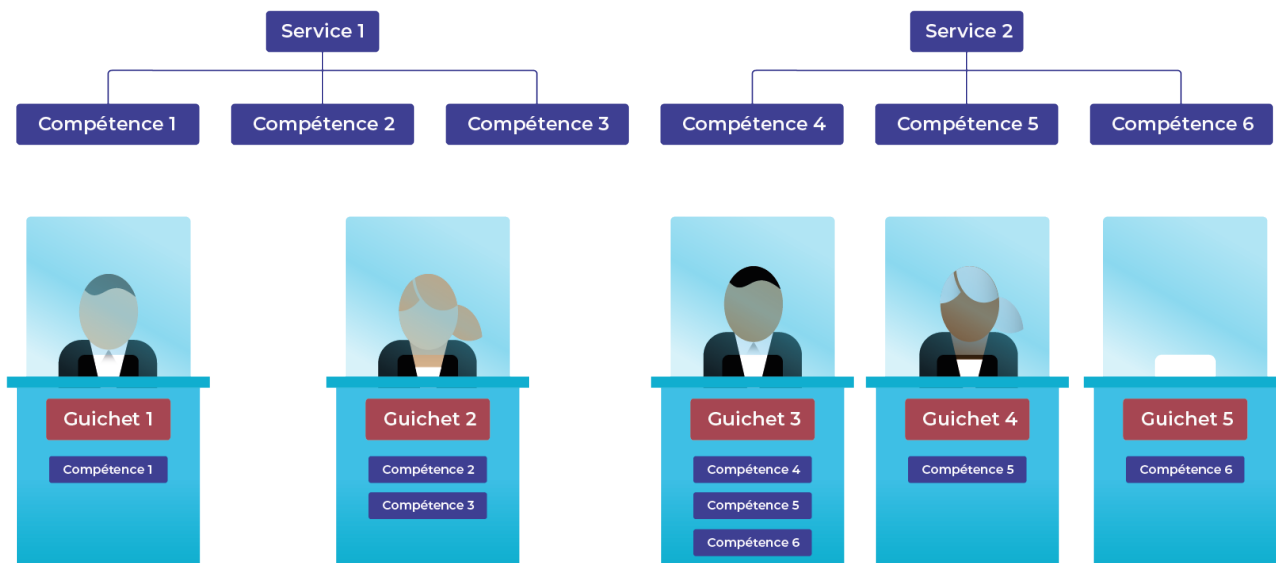 Service 1
Service 2
Compétence 1
Compétence 2
Compétence 3
Compétence 4
Compétence 5
Compétence 6
Guichet 1
Guichet 2
Guichet 3
Guichet 4
Guichet 5
Compétence 1
Compétence 2
Compétence 4
Compétence 5
Compétence 6
Compétence 3
Compétence 5
Compétence 6